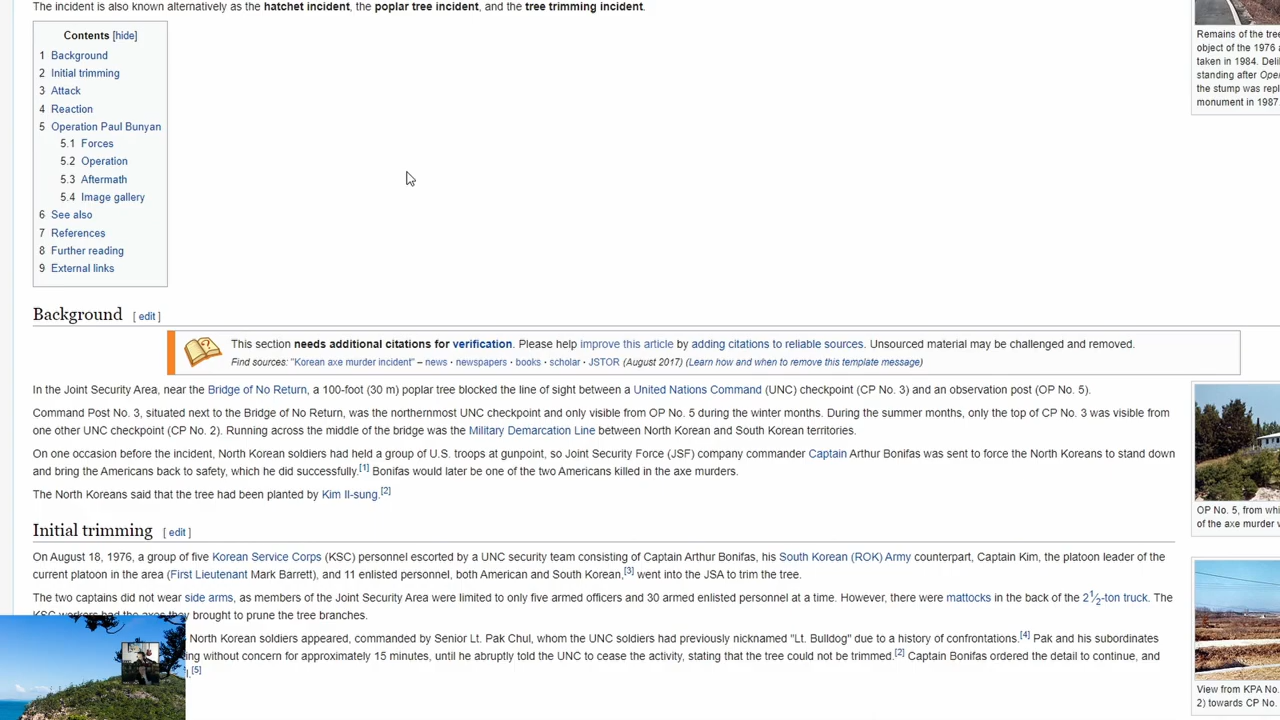 The incident is also known alternatively as the hatchet incident, the poplar tree incident, and the tree trimming incident.
Contents [hide]
1 Background
2 Initial trimming
3 Attack
4 Reaction
5 Operation Paul Bunyan
5.1 Forces
5.2 Operation
5.3 Aftermath
5.4 Image gallery
6 See also
7 References
8 Further reading
9 External links
Remains of the tree
object of the 1976 a
taken in 1984. Deli
standing after Oper
the stump was repl
monument in 1987.
Background [ edit ]
This section needs additional citations for verification. Please help improve this article by adding citations to reliable sources. Unsourced material may be challenged and removed.
Find sources: "Korean axe murder incident" – news · newspapers · books · scholar · JSTOR (August 2017) (Learn how and when to remove this template message)
In the Joint Security Area, near the Bridge of No Return, a 100-foot (30 m) poplar tree blocked the line of sight between a United Nations Command (UNC) checkpoint (CP No. 3) and an observation post (OP No. 5).
Command Post No. 3, situated next to the Bridge of No Return, was the northernmost UNC checkpoint and only visible from OP No. 5 during the winter months. During the summer months, only the top of CP No. 3 was visible from
one other UNC checkpoint (CP No. 2). Running across the middle of the bridge was the Military Demarcation Line between North Korean and South Korean territories.
On one occasion before the incident, North Korean soldiers had held a group of U.S. troops at gunpoint, so Joint Security Force (JSF) company commander Captain Arthur Bonifas was sent to force the North Koreans to stand down
and bring the Americans back to safety, which he did successfully.[1] Bonifas would later be one of the two Americans killed in the axe murders.
The North Koreans said that the tree had been planted by Kim Il-sung.[2]
OP No. 5, from whi
of the axe murder v
Initial trimming [ edit ]
On August 18, 1976, a group of five Korean Service Corps (KSC) personnel escorted by a UNC security team consisting of Captain Arthur Bonifas, his South Korean (ROK) Army counterpart, Captain Kim, the platoon leader of the
current platoon in the area (First Lieutenant Mark Barrett), and 11 enlisted personnel, both American and South Korean,[3] went into the JSA to trim the tree.
The two captains did not wear side arms, as members of the Joint Security Area were limited to only five armed officers and 30 armed enlisted personnel at a time. However, there were mattocks in the back of the 2 1⁄2-ton truck. The
KSC workers had the axes they brought to prune the tree branches.
North Korean soldiers appeared, commanded by Senior Lt. Pak Chul, whom the UNC soldiers had previously nicknamed "Lt. Bulldog" due to a history of confrontations.[4] Pak and his subordinates
ng without concern for approximately 15 minutes, until he abruptly told the UNC to cease the activity, stating that the tree could not be trimmed.[2] Captain Bonifas ordered the detail to continue, and
l.[5]
View from KPA No.
2) towards CP No.